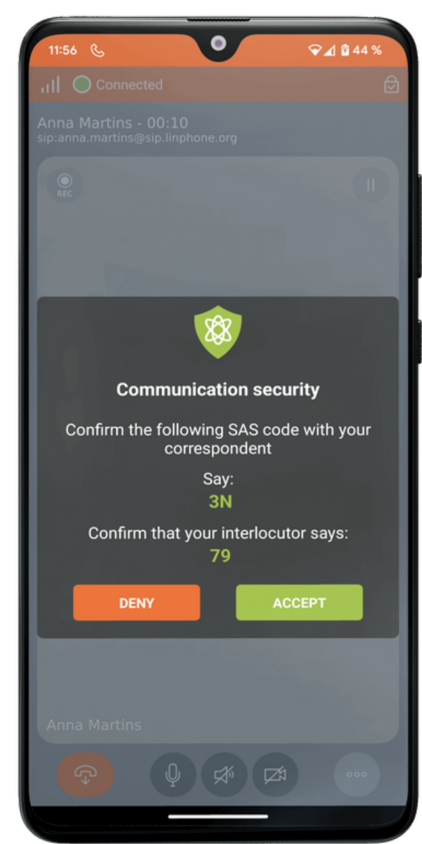 11:56 44 %
Connected
Anna Martins - 00:10
sip:anna.martins@sip.linphone.org
REC
Communication security
Confirm the following SAS code with your
correspondent
Say:
3N
Confirm that your interlocutor says:
79
DENY ACCEPT
Anna Martins